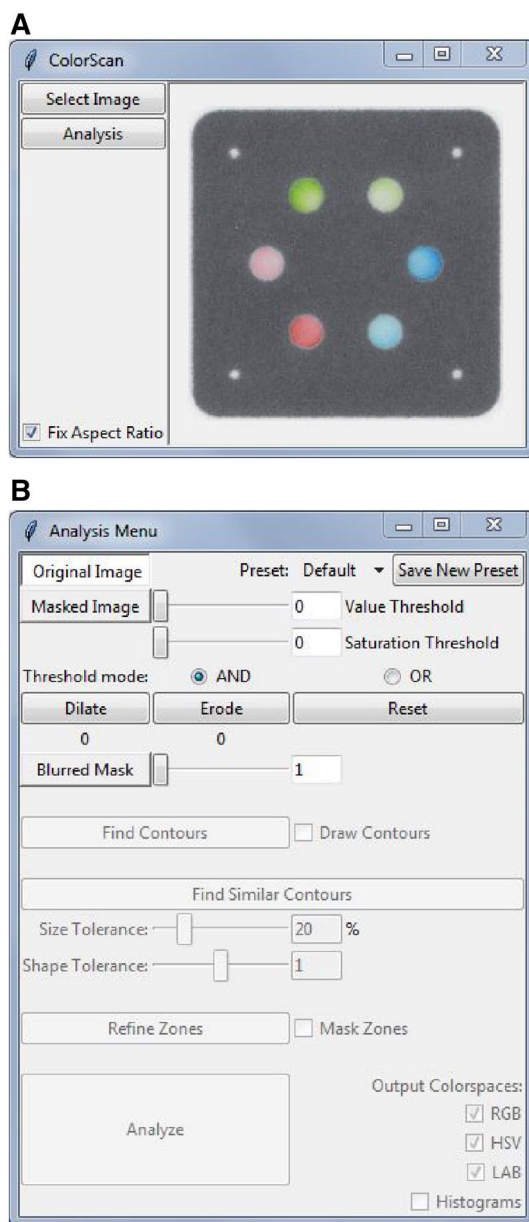 A
ColorScan
Select Image
Analysis
Fix Aspect Ratio
B
Analysis Menu
Original Image Preset: Default Save New Preset
Masked Image 0 Value Threshold
0 Saturation Threshold
Threshold mode: AND OR
Dilate Erode Reset
0 0
Blurred Mask 1
Find Contours Draw Contours
Find Similar Contours
Size Tolerance: 20 %
Shape Tolerance: 1
Refine Zones Mask Zones
Output Colorspaces:
Analyze RGB
HSV
LAB
Histograms